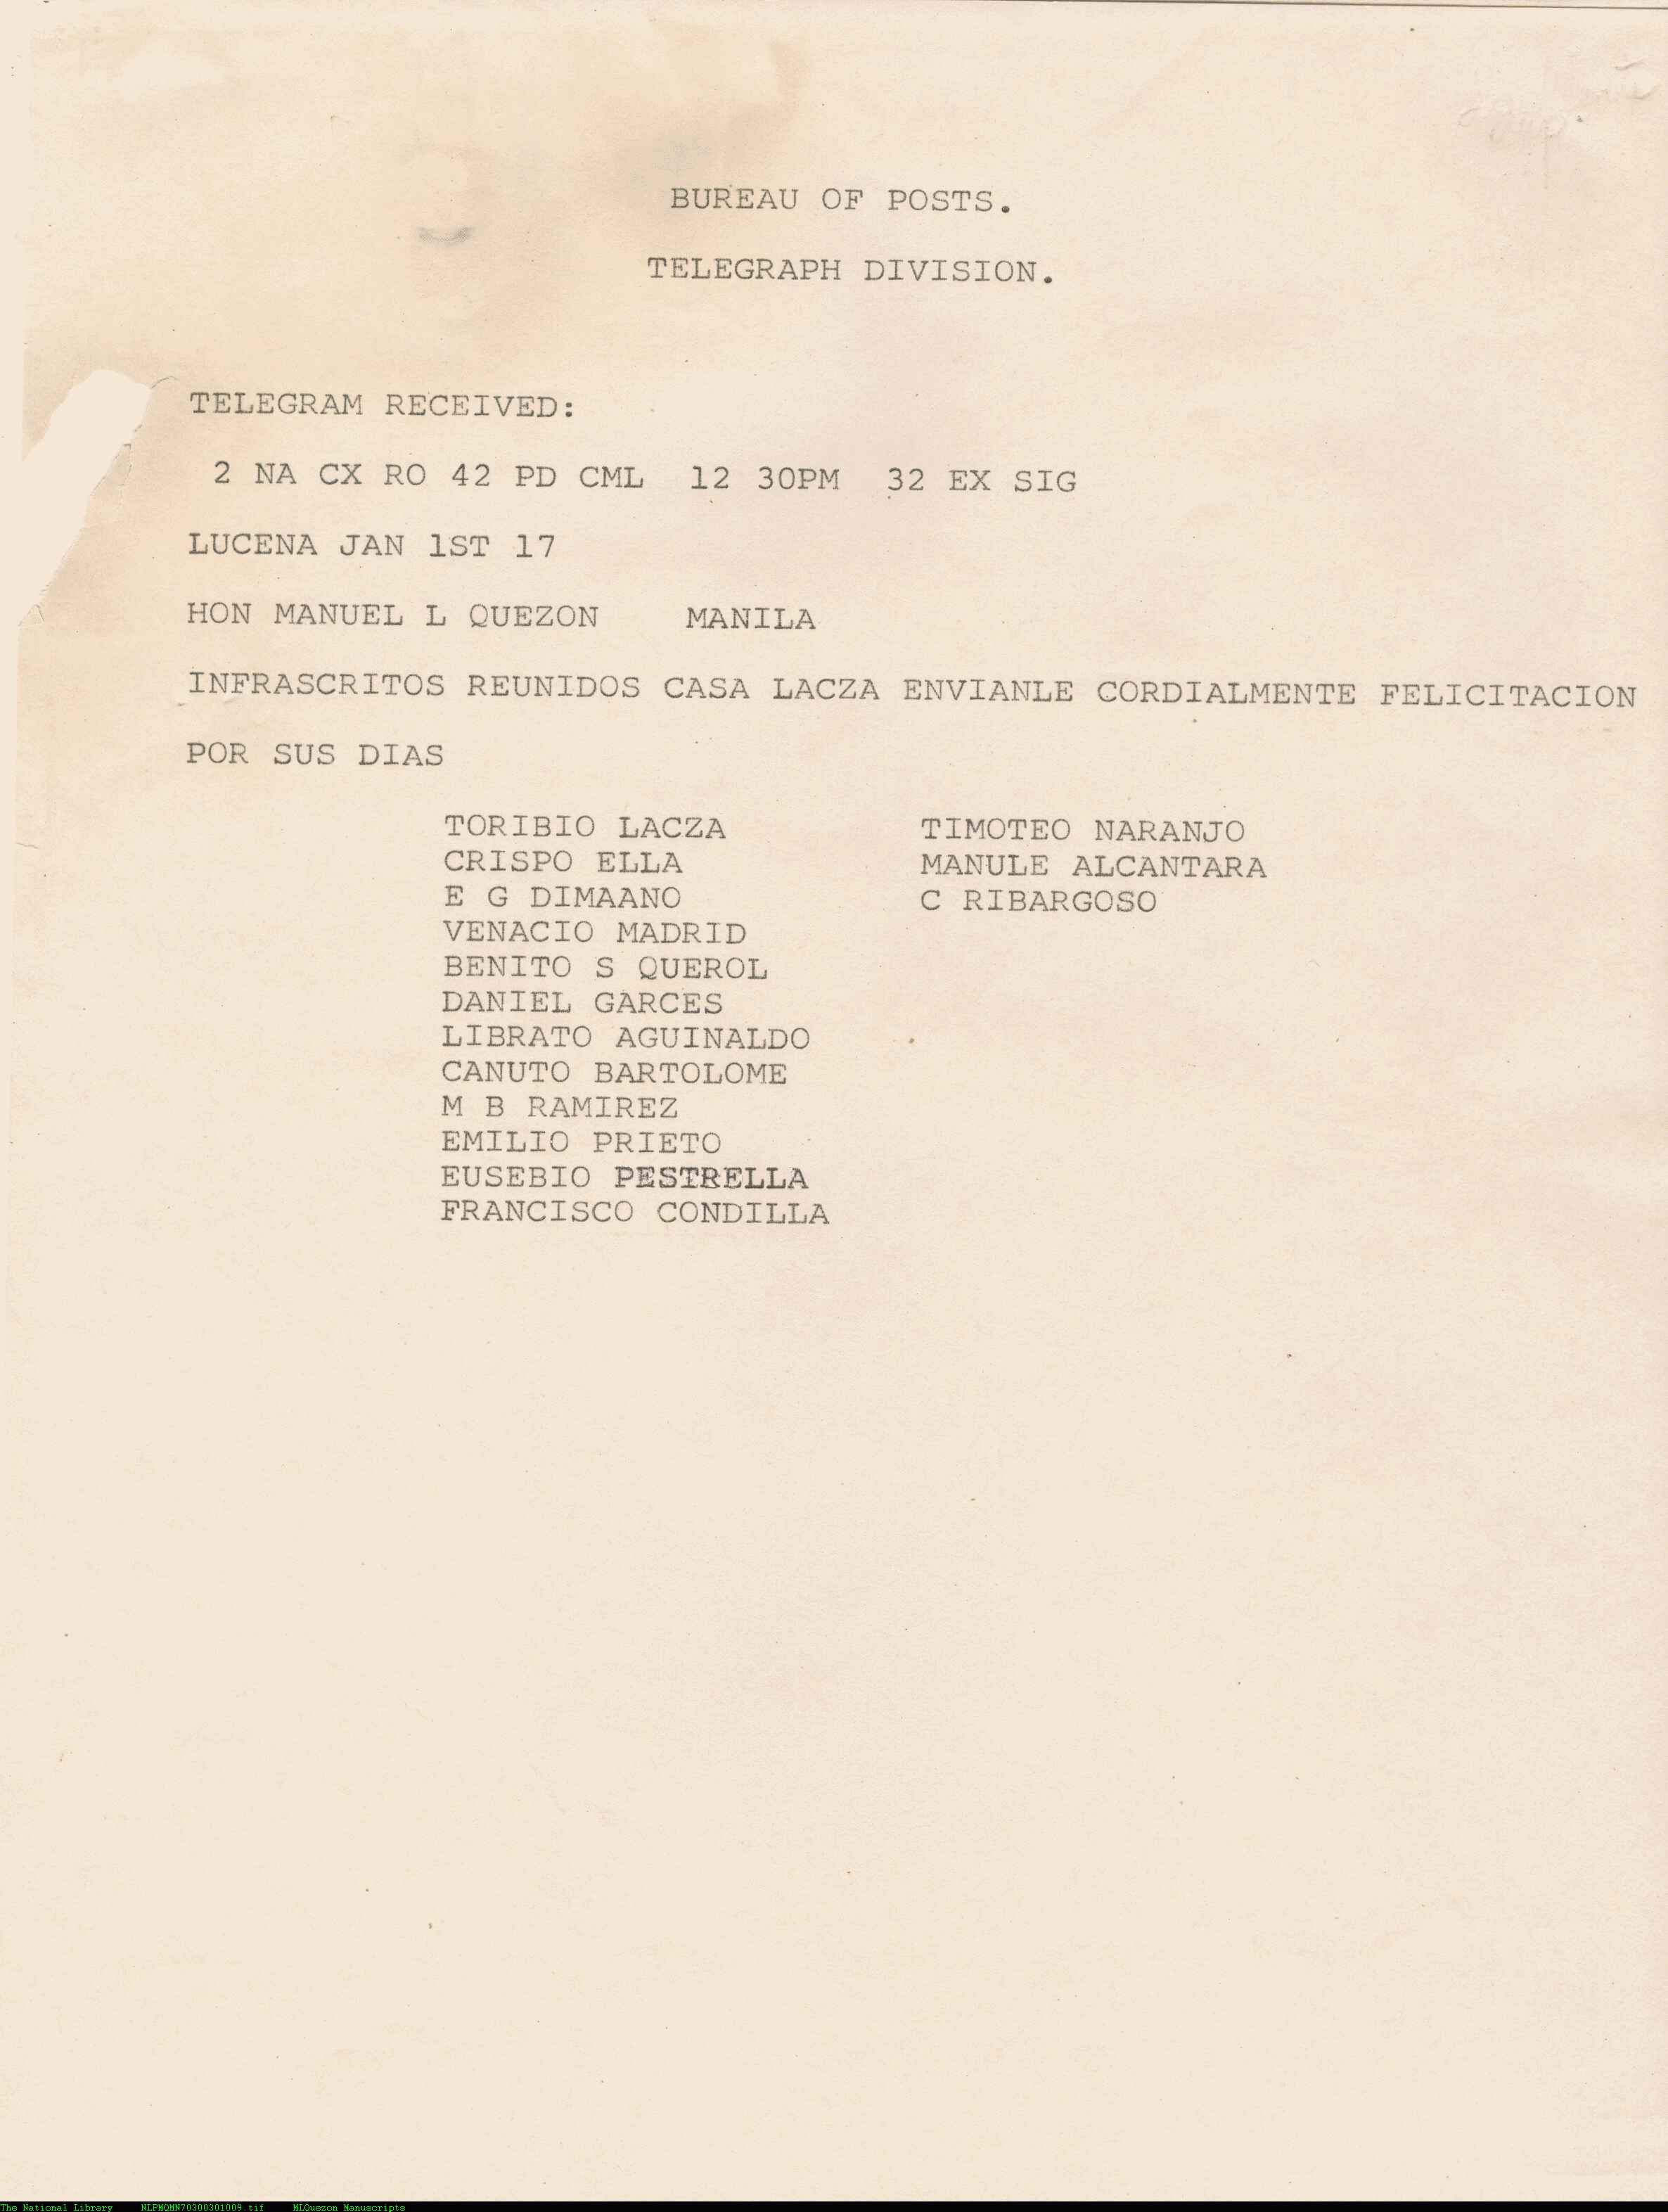 BUREAU OF POSTS.
TELEGRAPH DIVISION.
TELEGRAM RECEIVED:
2 NA CX RO 42 PD CML 12 30PM 32 EX SIG
LUCENA JAN 1ST 17
HON MANUEL L QUEZON MANILA
INFRASCRITOS REUNIDOS CASA LACZA ENVIANLE CORDIALMENTE FELICITACION
POR SUS DIAS
TORIBIO LACZA
CRISPO ELLA
E G DIMAANO
VENACIO MADRID
BENITO S QUEROL
DANIEL GARCES
LIBRATO AGUINALDO
CANUTO BARTOLOME
M B RAMIREZ
EMILIO PRIETO
EUSEBIO PESTRELLA
FRANCISCO CONDILLA
TIMOTEO NARANJO
MANULE ALCANTARA
C RIBARGOSO
The National Library NLPMQMN70300301009.tif MLQuezon Manuscripts